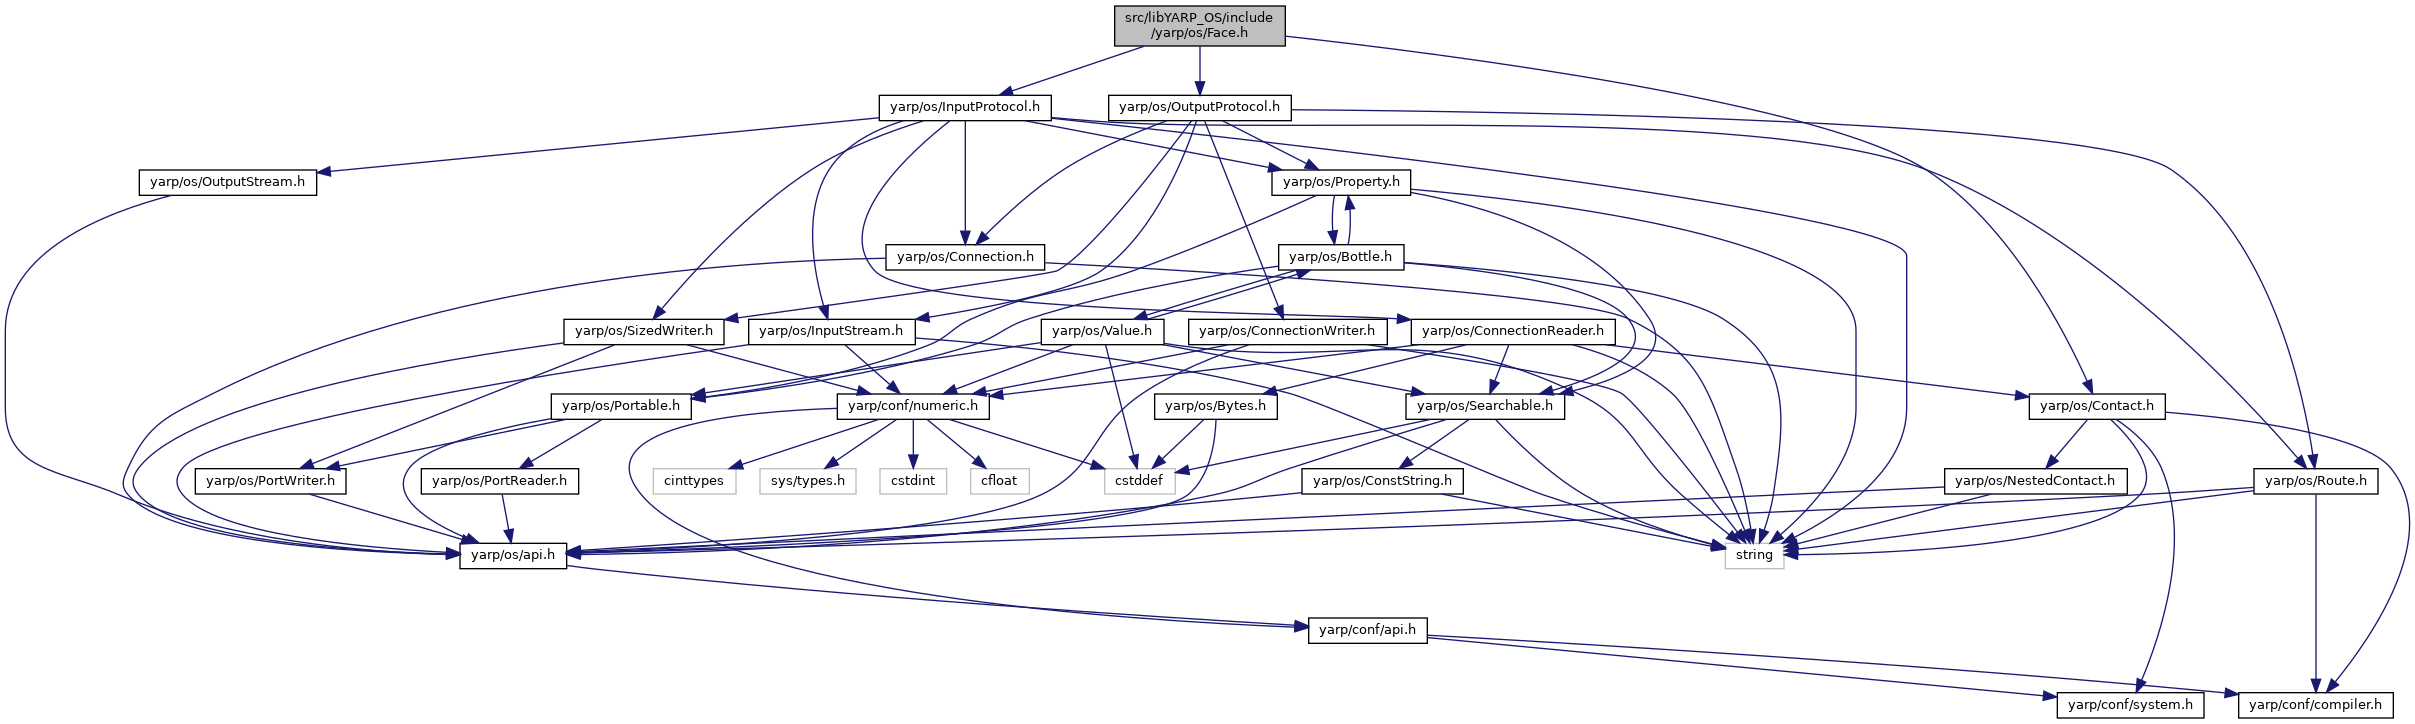 src/libYARP_OS/include
/yarp/os/Face.h
yarp/os/InputProtocol.h
yarp/os/OutputProtocol.h
yarp/os/OutputStream.h
yarp/os/Property.h
yarp/os/Connection.h
yarp/os/Bottle.h
yarp/os/SizedWriter.h
yarp/os/InputStream.h
yarp/os/Value.h
yarp/os/ConnectionWriter.h
yarp/os/ConnectionReader.h
yarp/os/Portable.h
yarp/conf/numeric.h
yarp/os/Bytes.h
yarp/os/Searchable.h
yarp/os/Contact.h
yarp/os/PortWriter.h
yarp/os/PortReader.h
cinttypes
sys/types.h
cstdint
cfloat
cstddef
yarp/os/ConstString.h
yarp/os/NestedContact.h
yarp/os/Route.h
yarp/os/api.h
string
yarp/conf/api.h
yarp/conf/system.h
yarp/conf/compiler.h